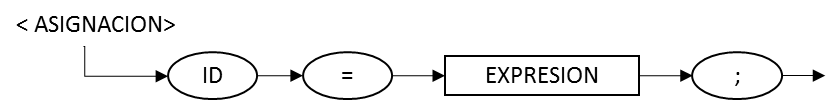 < ASIGNACION>
ID = EXPRESION ;